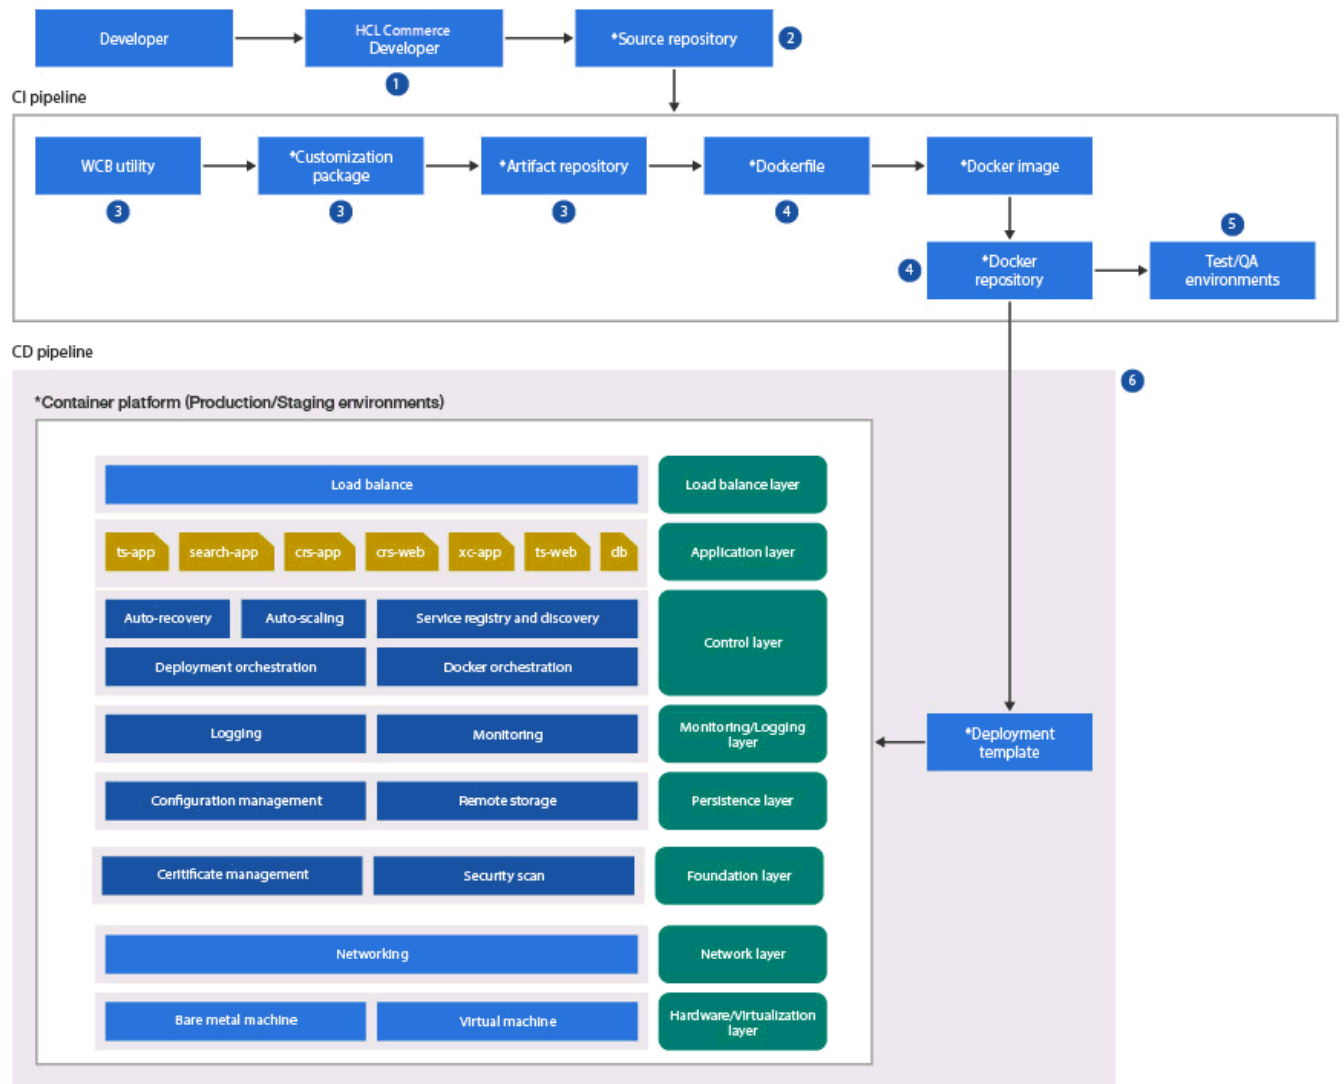 Developer
HCL Commerce
Developer
*Source repository
2
1
CI pipeline
WCB utility
*Customization
package
*Artifact repository
*Dockerfile
*Docker image
3
3
3
4
5
4
*Docker
repository
Test/QA
environments
CD pipeline
6
*Container platform (Production/Staging environments)
Load balance
Load balance layer
ts-app
search-app
crs-app
crs-web
xc-app
ts-web
db
Application layer
Auto-recovery
Auto-scaling
Service registry and discovery
Control layer
Deployment orchestration
Docker orchestration
Logging
Monitoring
Monitoring/Logging
layer
*Deployment
template
Configuration management
Remote storage
Persistence layer
Ceritificate management
Security scan
Foundation layer
Networking
Network layer
Bare metal machine
Virtual machine
Hardware/Virtualization
layer